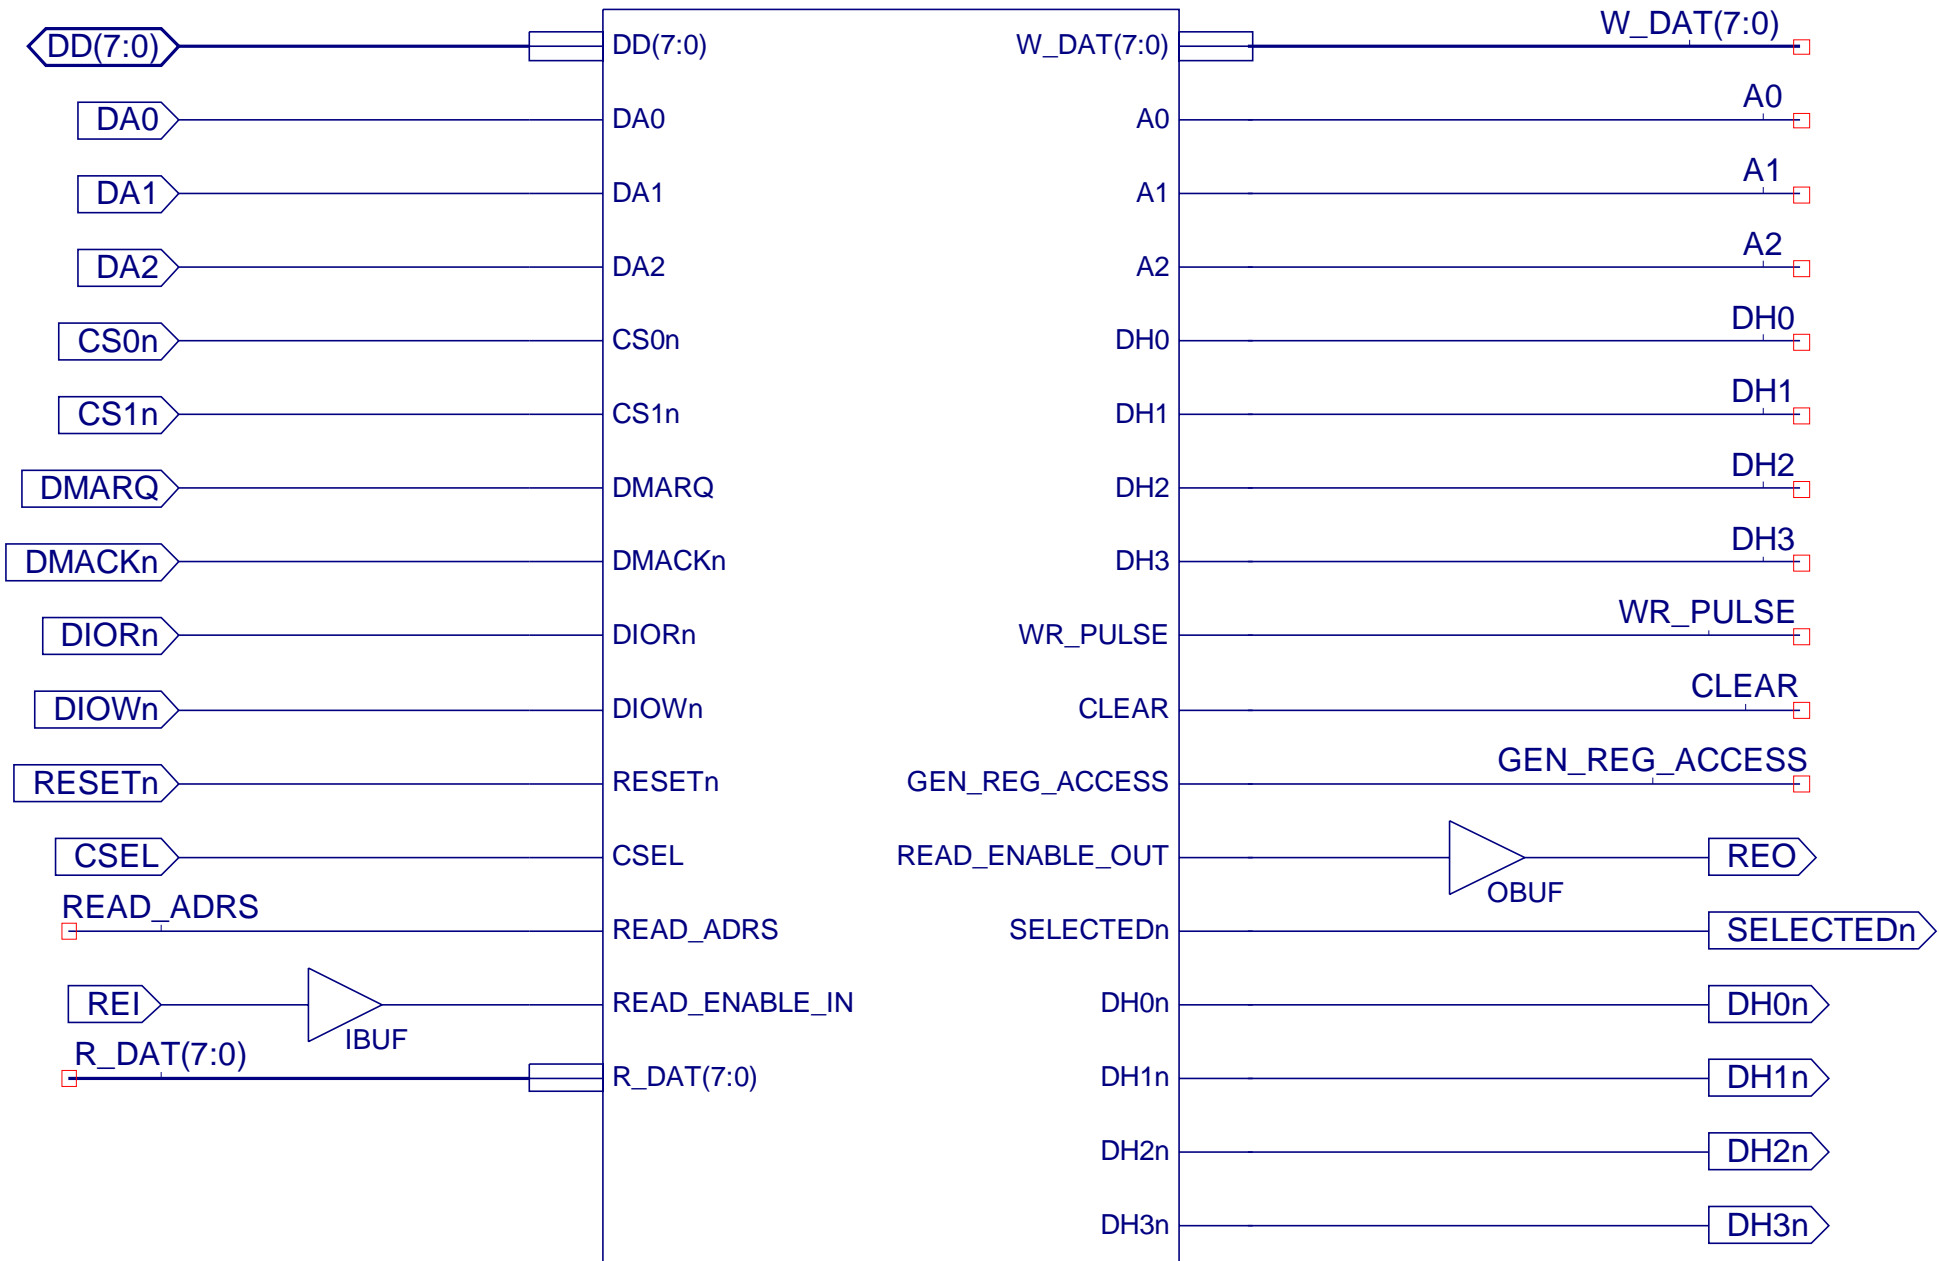 DD(7:0) DD(7:0) W_DAT(7:0) W_DAT(7:0)
DA0 DA0 A0 A0
DA1 DA1 A1 A1
DA2 DA2 A2 A2
CS0n CS0n DH0 DH0
CS1n CS1n DH1 DH1
DMARQ DMARQ DH2 DH2
DMACKn DMACKn DH3 DH3
DIORn DIORn WR_PULSE WR_PULSE
DIOWn DIOWn CLEAR CLEAR
RESETn RESETn GEN_REG_ACCESS GEN_REG_ACCESS
CSEL CSEL READ_ENABLE_OUT OBUF REO
READ_ADRS READ_ADRS SELECTEDn SELECTEDn
REI IBUF READ_ENABLE_IN DH0n DH0n
R_DAT(7:0) R_DAT(7:0) DH1n DH1n
DH2n DH2n
DH3n DH3n